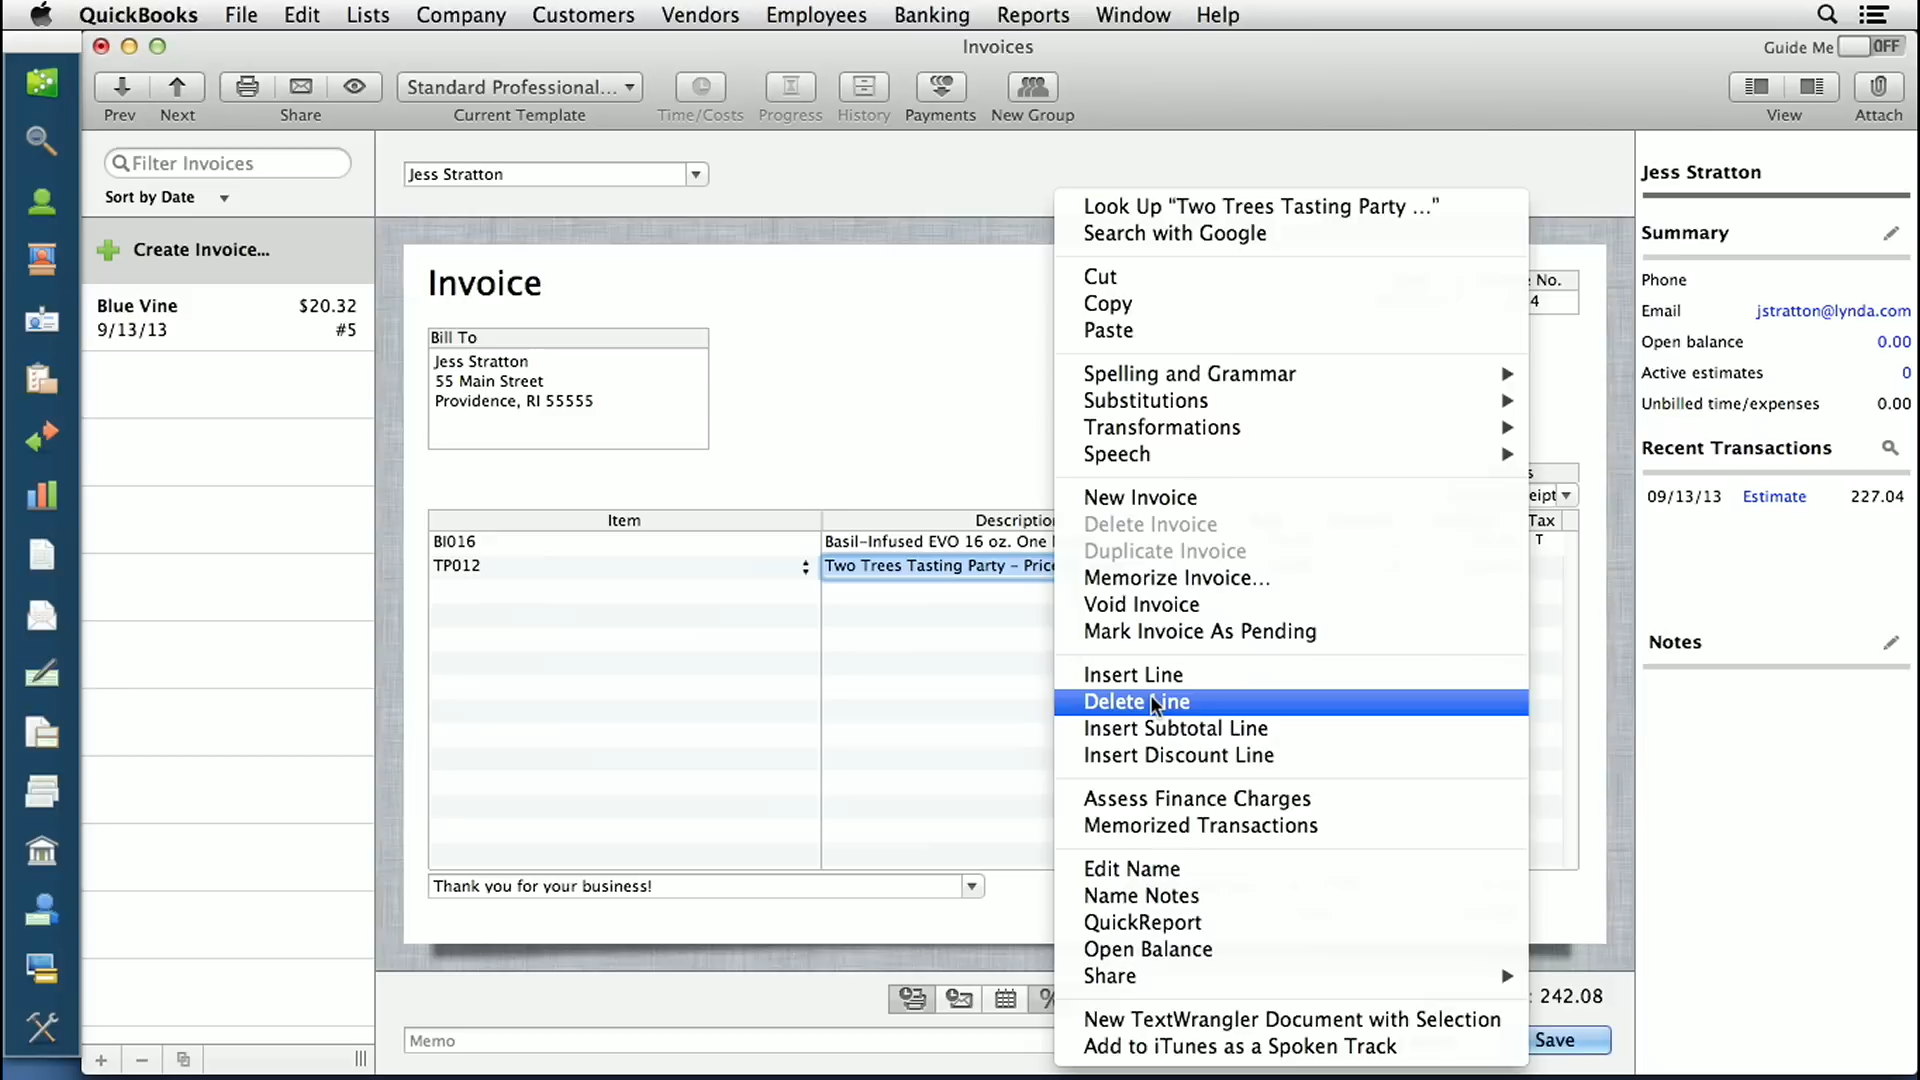 QuickBooks File Edit Lists Company Customers Vendors Employees Banking Reports Window Help
Invoices
Guide Me OFF
Standard Professional...
Prev Next Share Current Template Time/Costs Progress History Payments New Group View Attach
Filter Invoices
Sort by Date
Create Invoice...
Blue Vine $20.32
9/13/13 #5
Jess Stratton
Invoice
No.
4
Bill To
Jess Stratton
55 Main Street
Providence, RI 55555
s
eipt
Item Description Tax
BI016 Basil-Infused EVO 16 oz. One T
TP012 Two Trees Tasting Party - Price
Thank you for your business!
: 242.08
Memo
Save
Look Up “Two Trees Tasting Party ...”
Search with Google
Cut
Copy
Paste
Spelling and Grammar
Substitutions
Transformations
Speech
New Invoice
Delete Invoice
Duplicate Invoice
Memorize Invoice...
Void Invoice
Mark Invoice As Pending
Insert Line
Delete Line
Insert Subtotal Line
Insert Discount Line
Assess Finance Charges
Memorized Transactions
Edit Name
Name Notes
QuickReport
Open Balance
Share
New TextWrangler Document with Selection
Add to iTunes as a Spoken Track
Jess Stratton
Summary
Phone
Email jstratton@lynda.com
Open balance 0.00
Active estimates 0
Unbilled time/expenses 0.00
Recent Transactions
09/13/13 Estimate 227.04
Notes